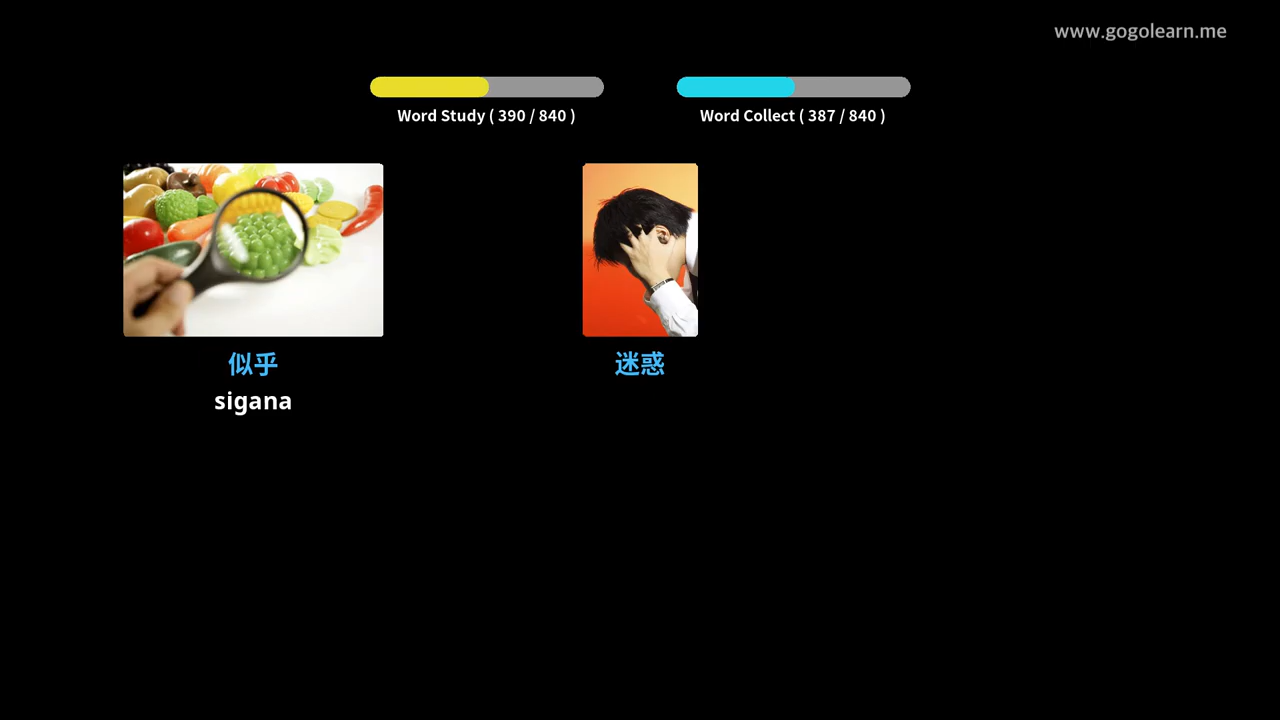 www.gogolearn.me
Word Study ( 390 / 840 )
Word Collect ( 387 / 840 )
似乎
sigana
迷惑